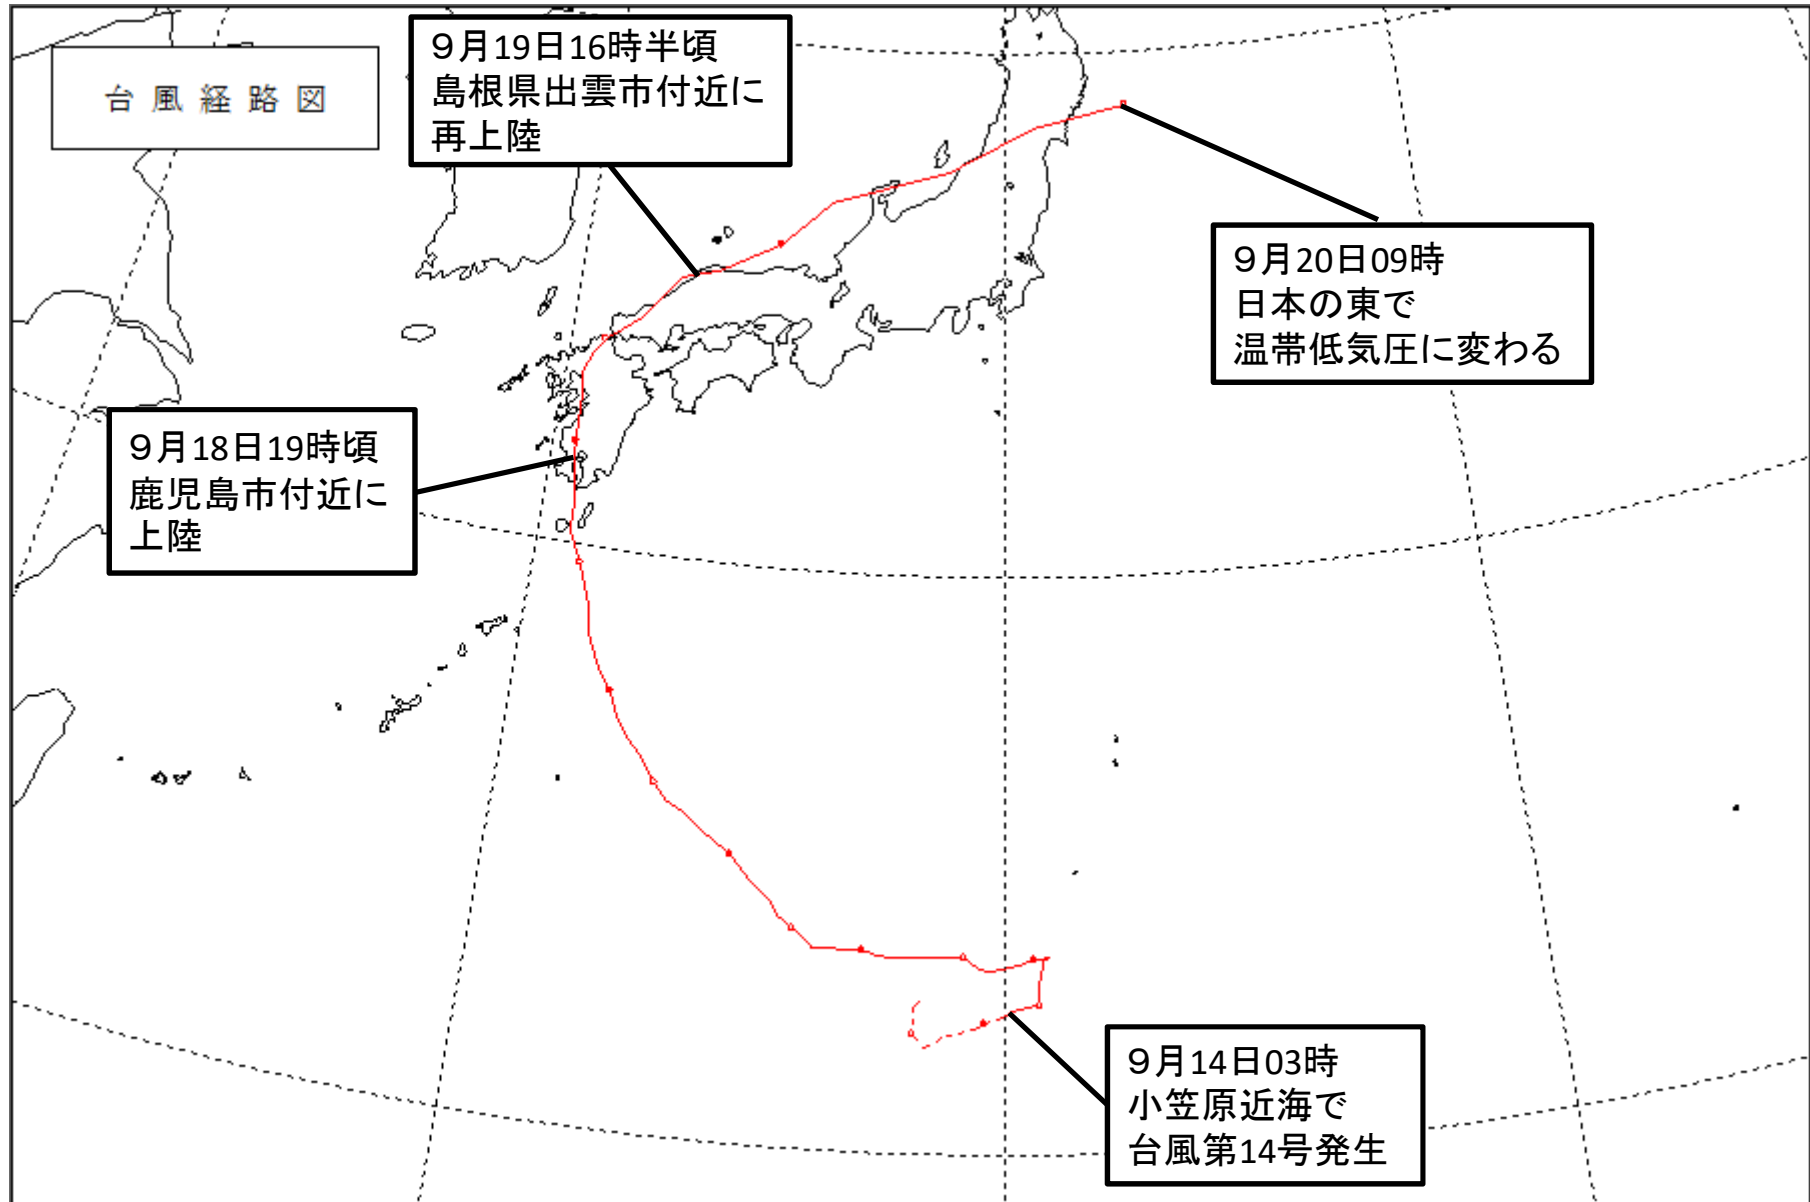 台風経路図
９月19日16時半頃
島根県出雲市付近に
再上陸
９月20日09時
日本の東で
温帯低気圧に変わる
９月18日19時頃
鹿児島市付近に
上陸
９月14日03時
小笠原近海で
台風第14号発生